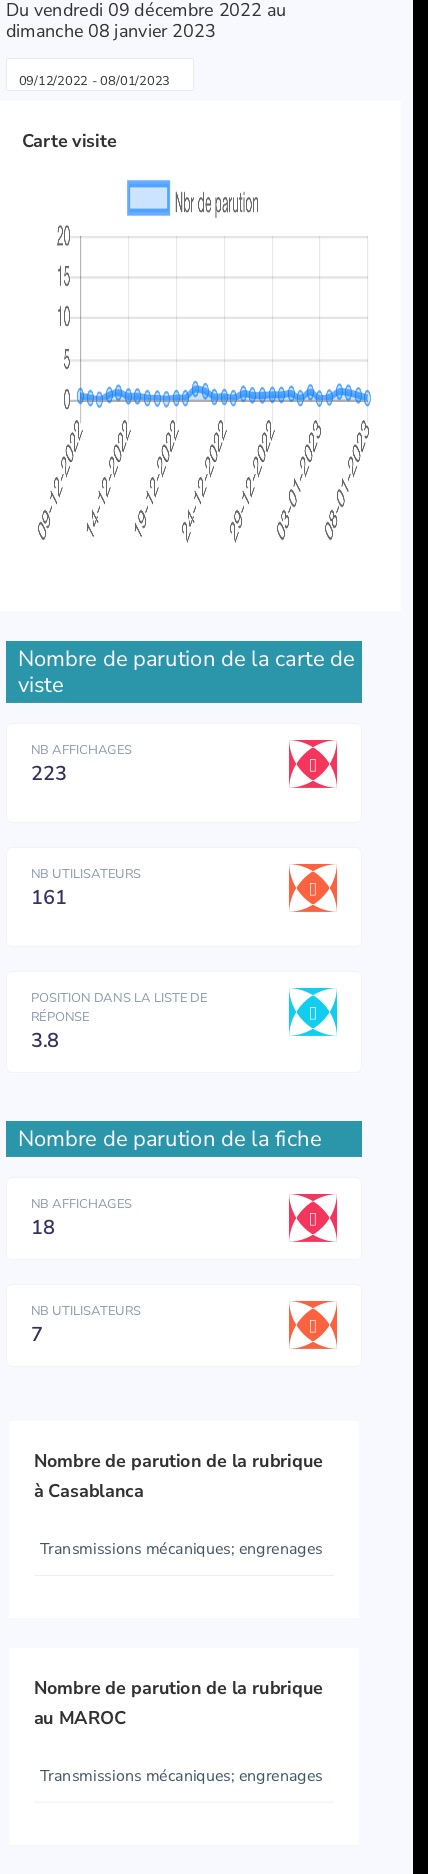 Du vendredi 09 décembre 2022 au
dimanche 08 janvier 2023
09/12/2022 - 08/01/2023
Carte visite
Nbr de parution
20
15
10
5
0
09-12-2022
14-12-2022
19-12-2022
24-12-2022
29-12-2022
03-01-2023
08-01-2023
Nombre de parution de la carte de
viste
NB AFFICHAGES
223
NB UTILISATEURS
161
POSITION DANS LA LISTE DE
RÉPONSE
3.8
Nombre de parution de la fiche
NB AFFICHAGES
18
NB UTILISATEURS
7
Nombre de parution de la rubrique
à Casablanca
Transmissions mécaniques; engrenages
Nombre de parution de la rubrique
au MAROC
Transmissions mécaniques; engrenages